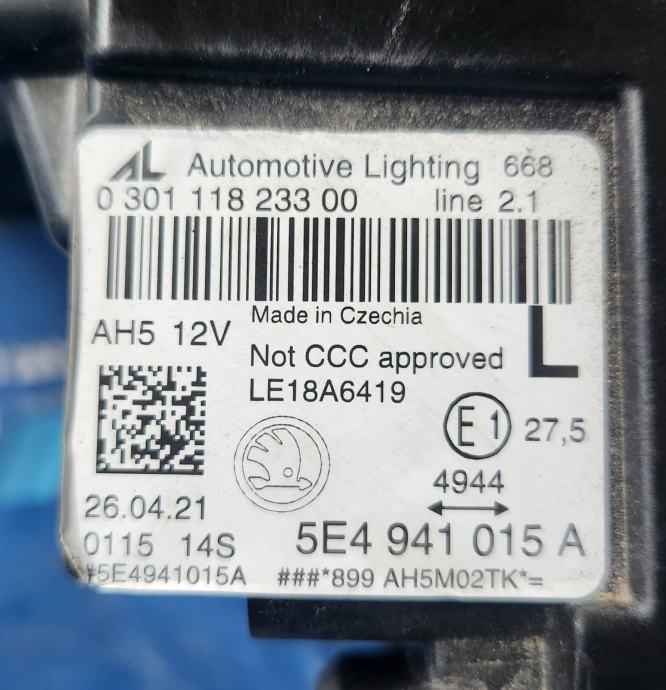 AL Automotive Lighting 668
0 301 118 233 00 line 2.1
Made in Czechia
AH5 12V
L
Not CCC approved
LE18A6419
E1 27,5
4944
26.04.21
5E4 941 015 A
0115 14S
#5E4941015A ###*899 AH5M02TK*=